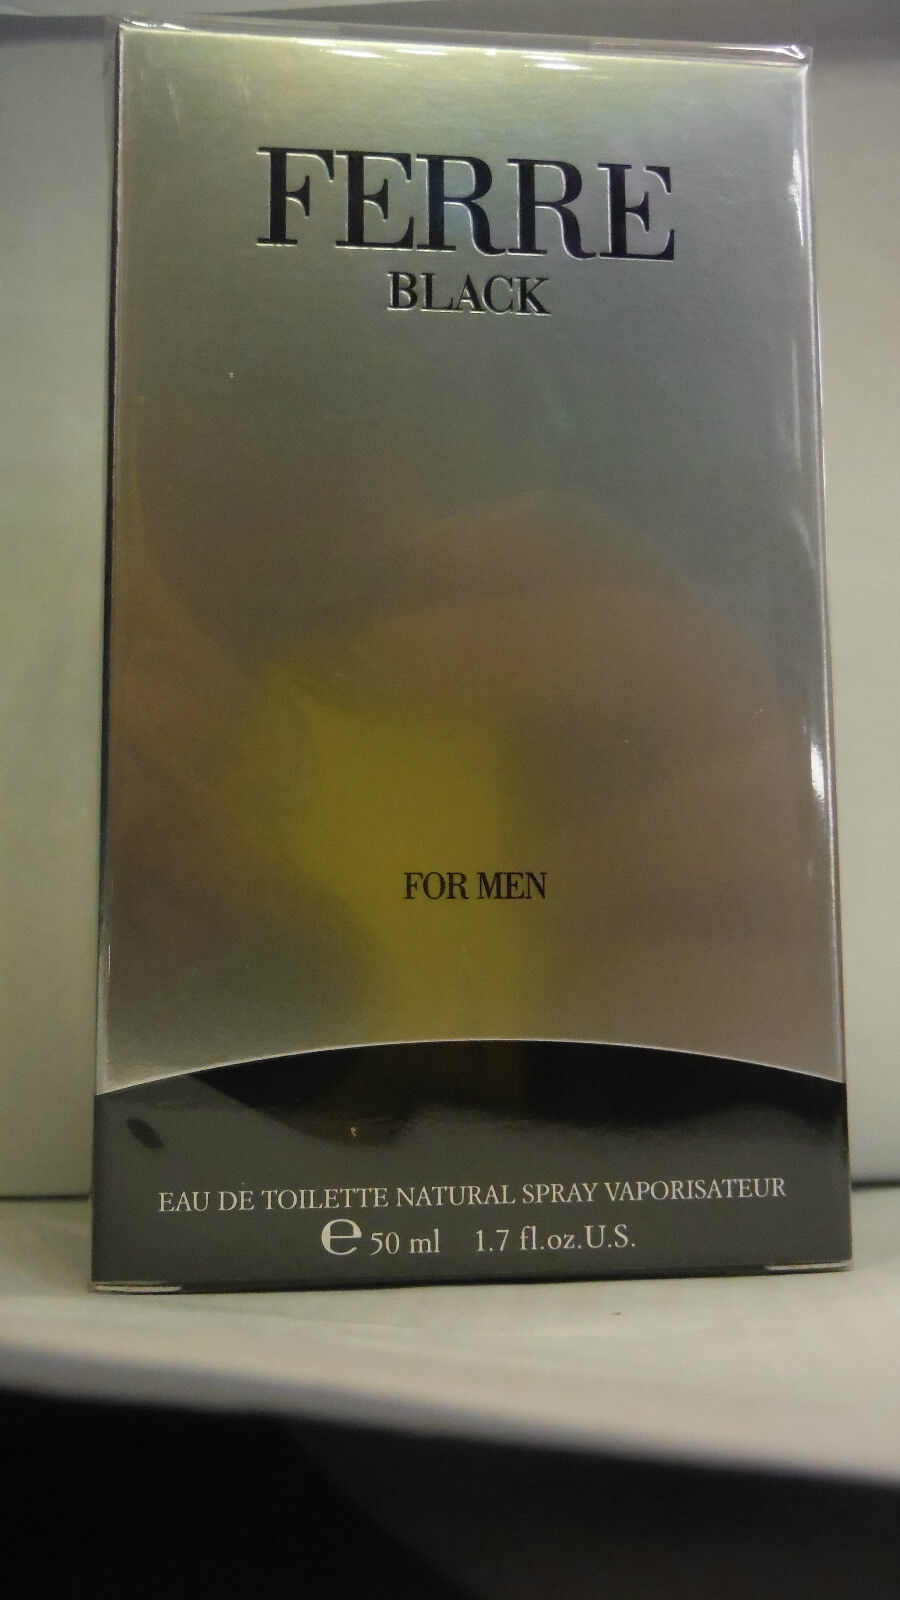 FERRE
BLACK
FOR MEN
EAU DE TOILETTE NATURAL SPRAY VAPORISATEUR
e 50 ml 1.7 fl.oz.U.S.